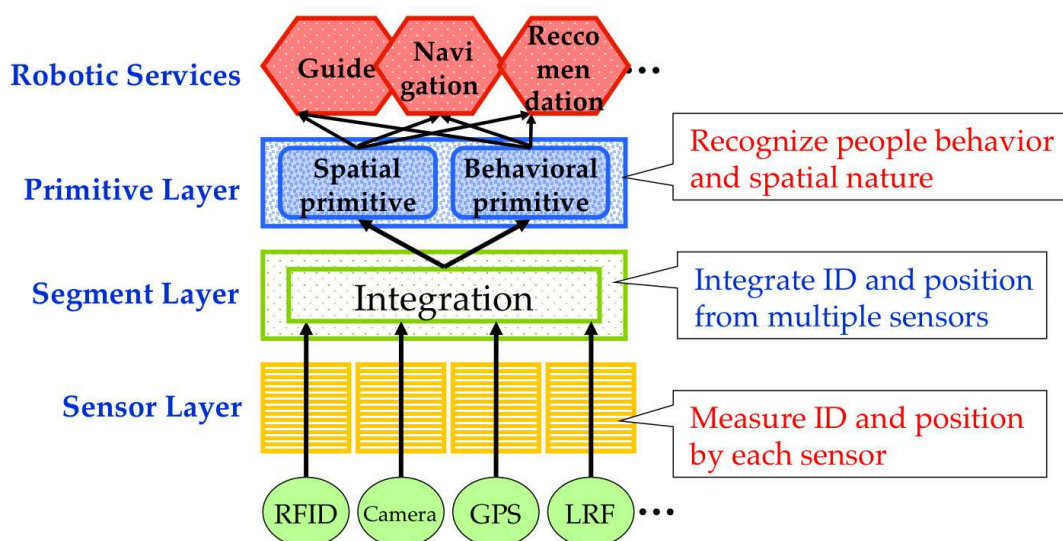 Robotic Services
Guide
Navi
gation
Recco
men
dation
...
Primitive Layer
Spatial
primitive
Behavioral
primitive
Recognize people behavior
and spatial nature
Segment Layer
Integration
Integrate ID and position
from multiple sensors
Sensor Layer
Measure ID and position
by each sensor
RFID
Camera
GPS
LRF
...